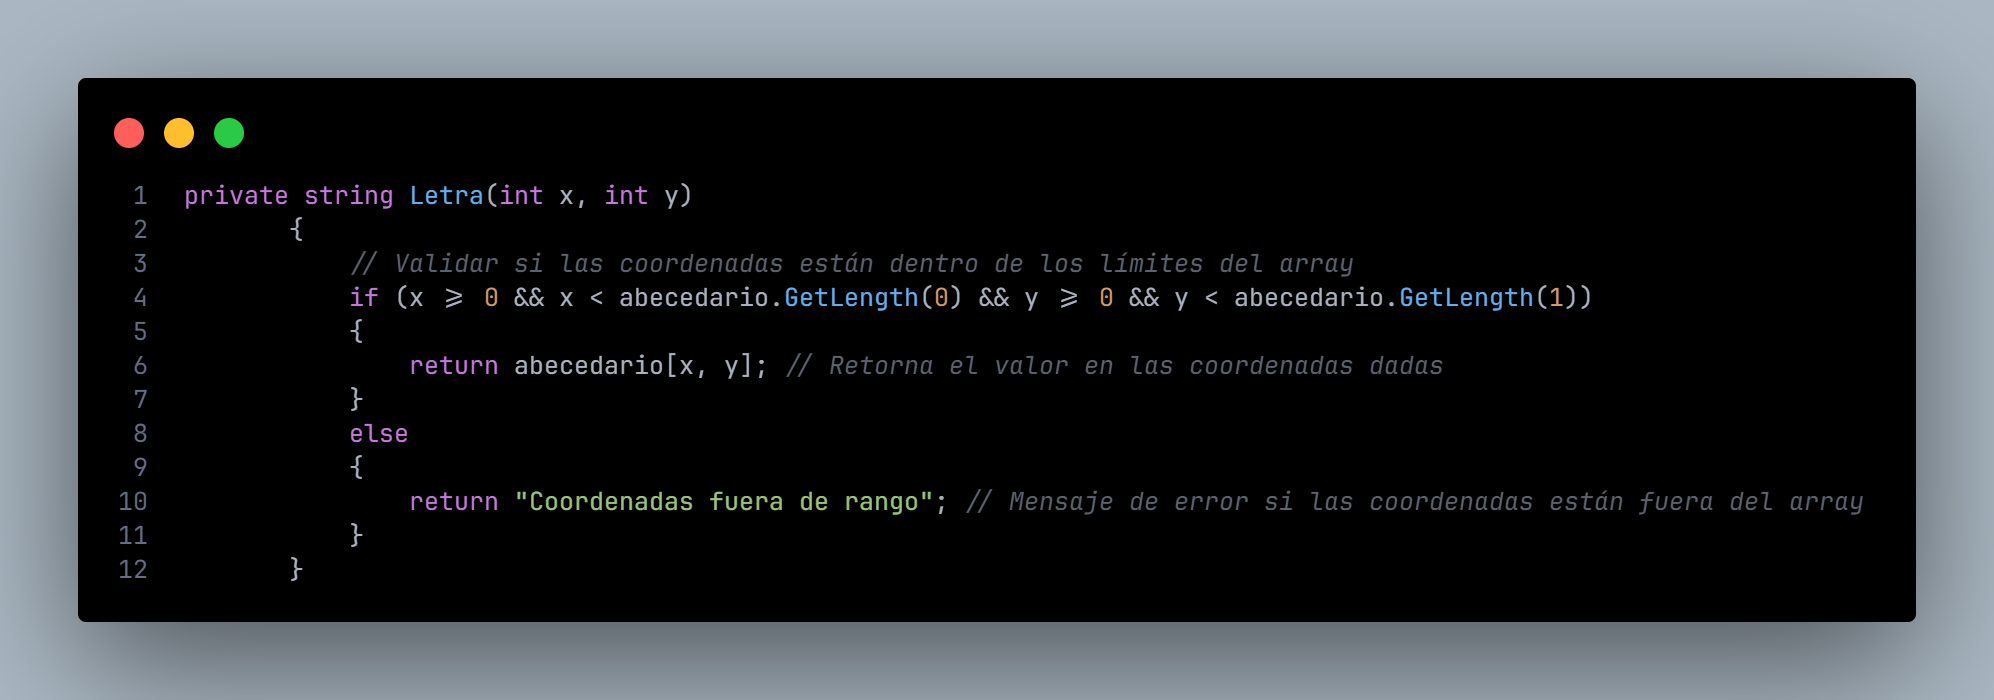 1 private string Letra(int x, int y)
2 {
3 // Validar si las coordenadas están dentro de los límites del array
4 if (x >= 0 && x < abecedario.GetLength(0) && y >= 0 && y < abecedario.GetLength(1))
5 {
6 return abecedario[x, y]; // Retorna el valor en las coordenadas dadas
7 }
8 else
9 {
10 return "Coordenadas fuera de rango"; // Mensaje de error si las coordenadas están fuera del array
11 }
12 }